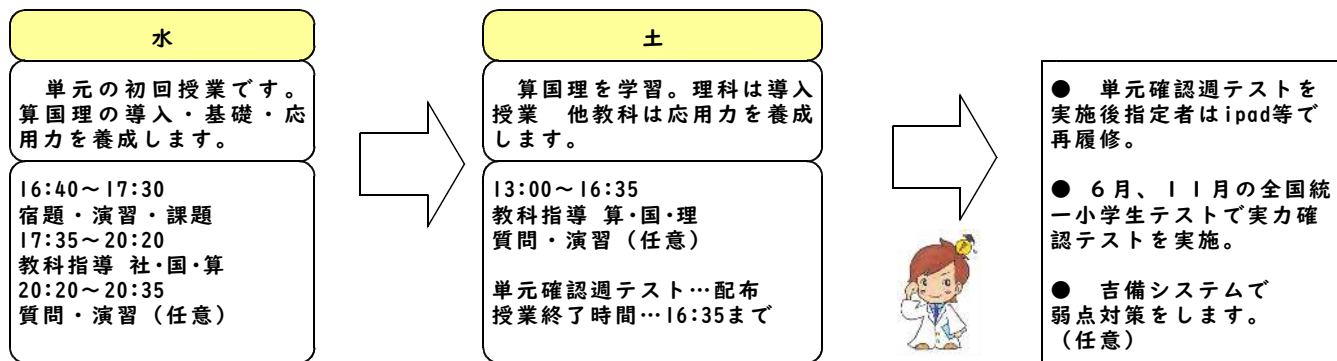 水
単元の初回授業です。
算国理の導入・基礎・応
用力を養成します。
16:40～17:30
宿題・演習・課題
17:35～20:20
教科指導 社・国・算
20:20～20:35
質問・演習（任意）
土
算国理を学習。理科は導入
授業　他教科は応用力を養成
します。
13:00～16:35
教科指導 算・国・理
質問・演習（任意）
単元確認週テスト…配布
授業終了時間…16:35まで
●　単元確認週テストを
実施後指定者はipad等で
再履修。
●　６月、１１月の全国統
一小学生テストで実力確
認テストを実施。
●　吉備システムで
弱点対策をします。
（任意）